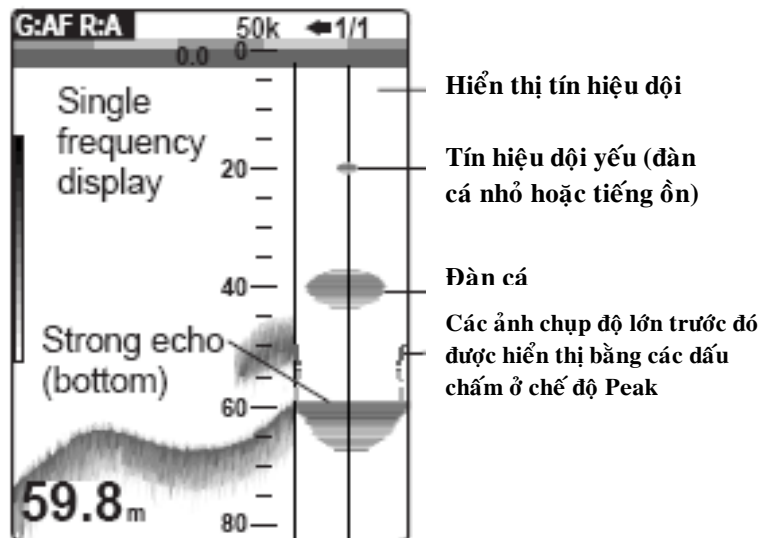 G:AF R:A 50k 1/1
0.0 0
Single
frequency
display
20
40
Strong echo
(bottom)
60
59.8m
80
Hiển thị tín hiệu dội
Tín hiệu dội yếu (đàn
cá nhỏ hoặc tiếng ồn)
Đàn cá
Các ảnh chụp độ lớn trước đó
được hiển thị bằng các dấu
chấm ở chế độ Peak